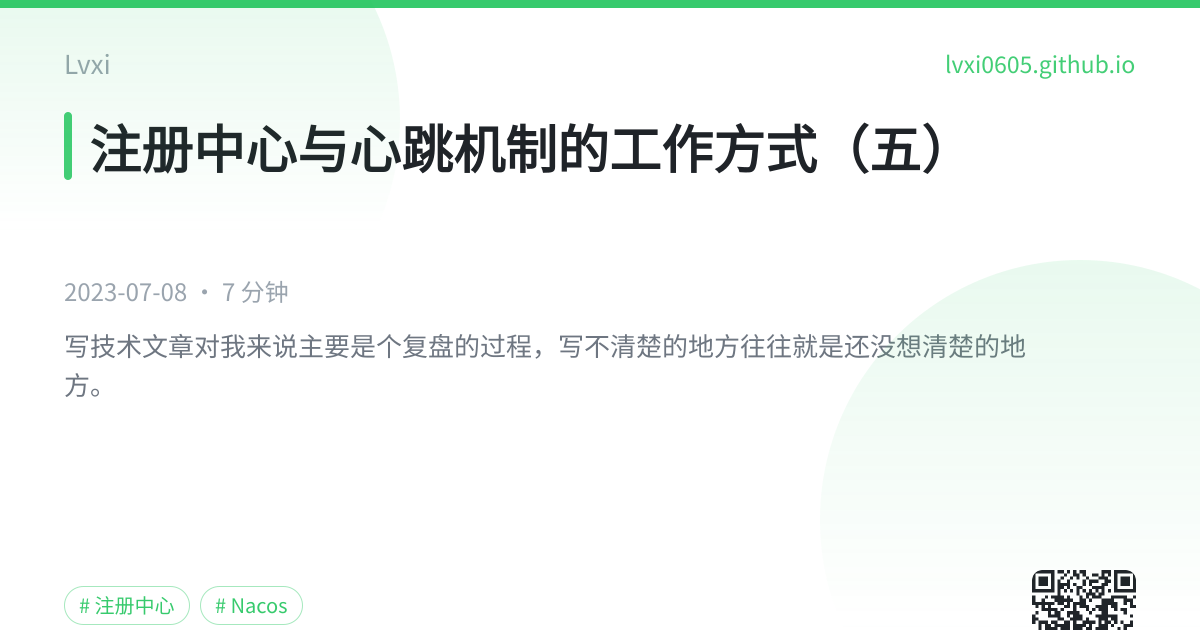 Lvxi
lvxi0605.github.io
注册中心与心跳机制的工作方式（五）
2023-07-08 · 7 分钟
写技术文章对我来说主要是个复盘的过程，写不清楚的地方往往就是还没想清楚的地
方。
# 注册中心
# Nacos